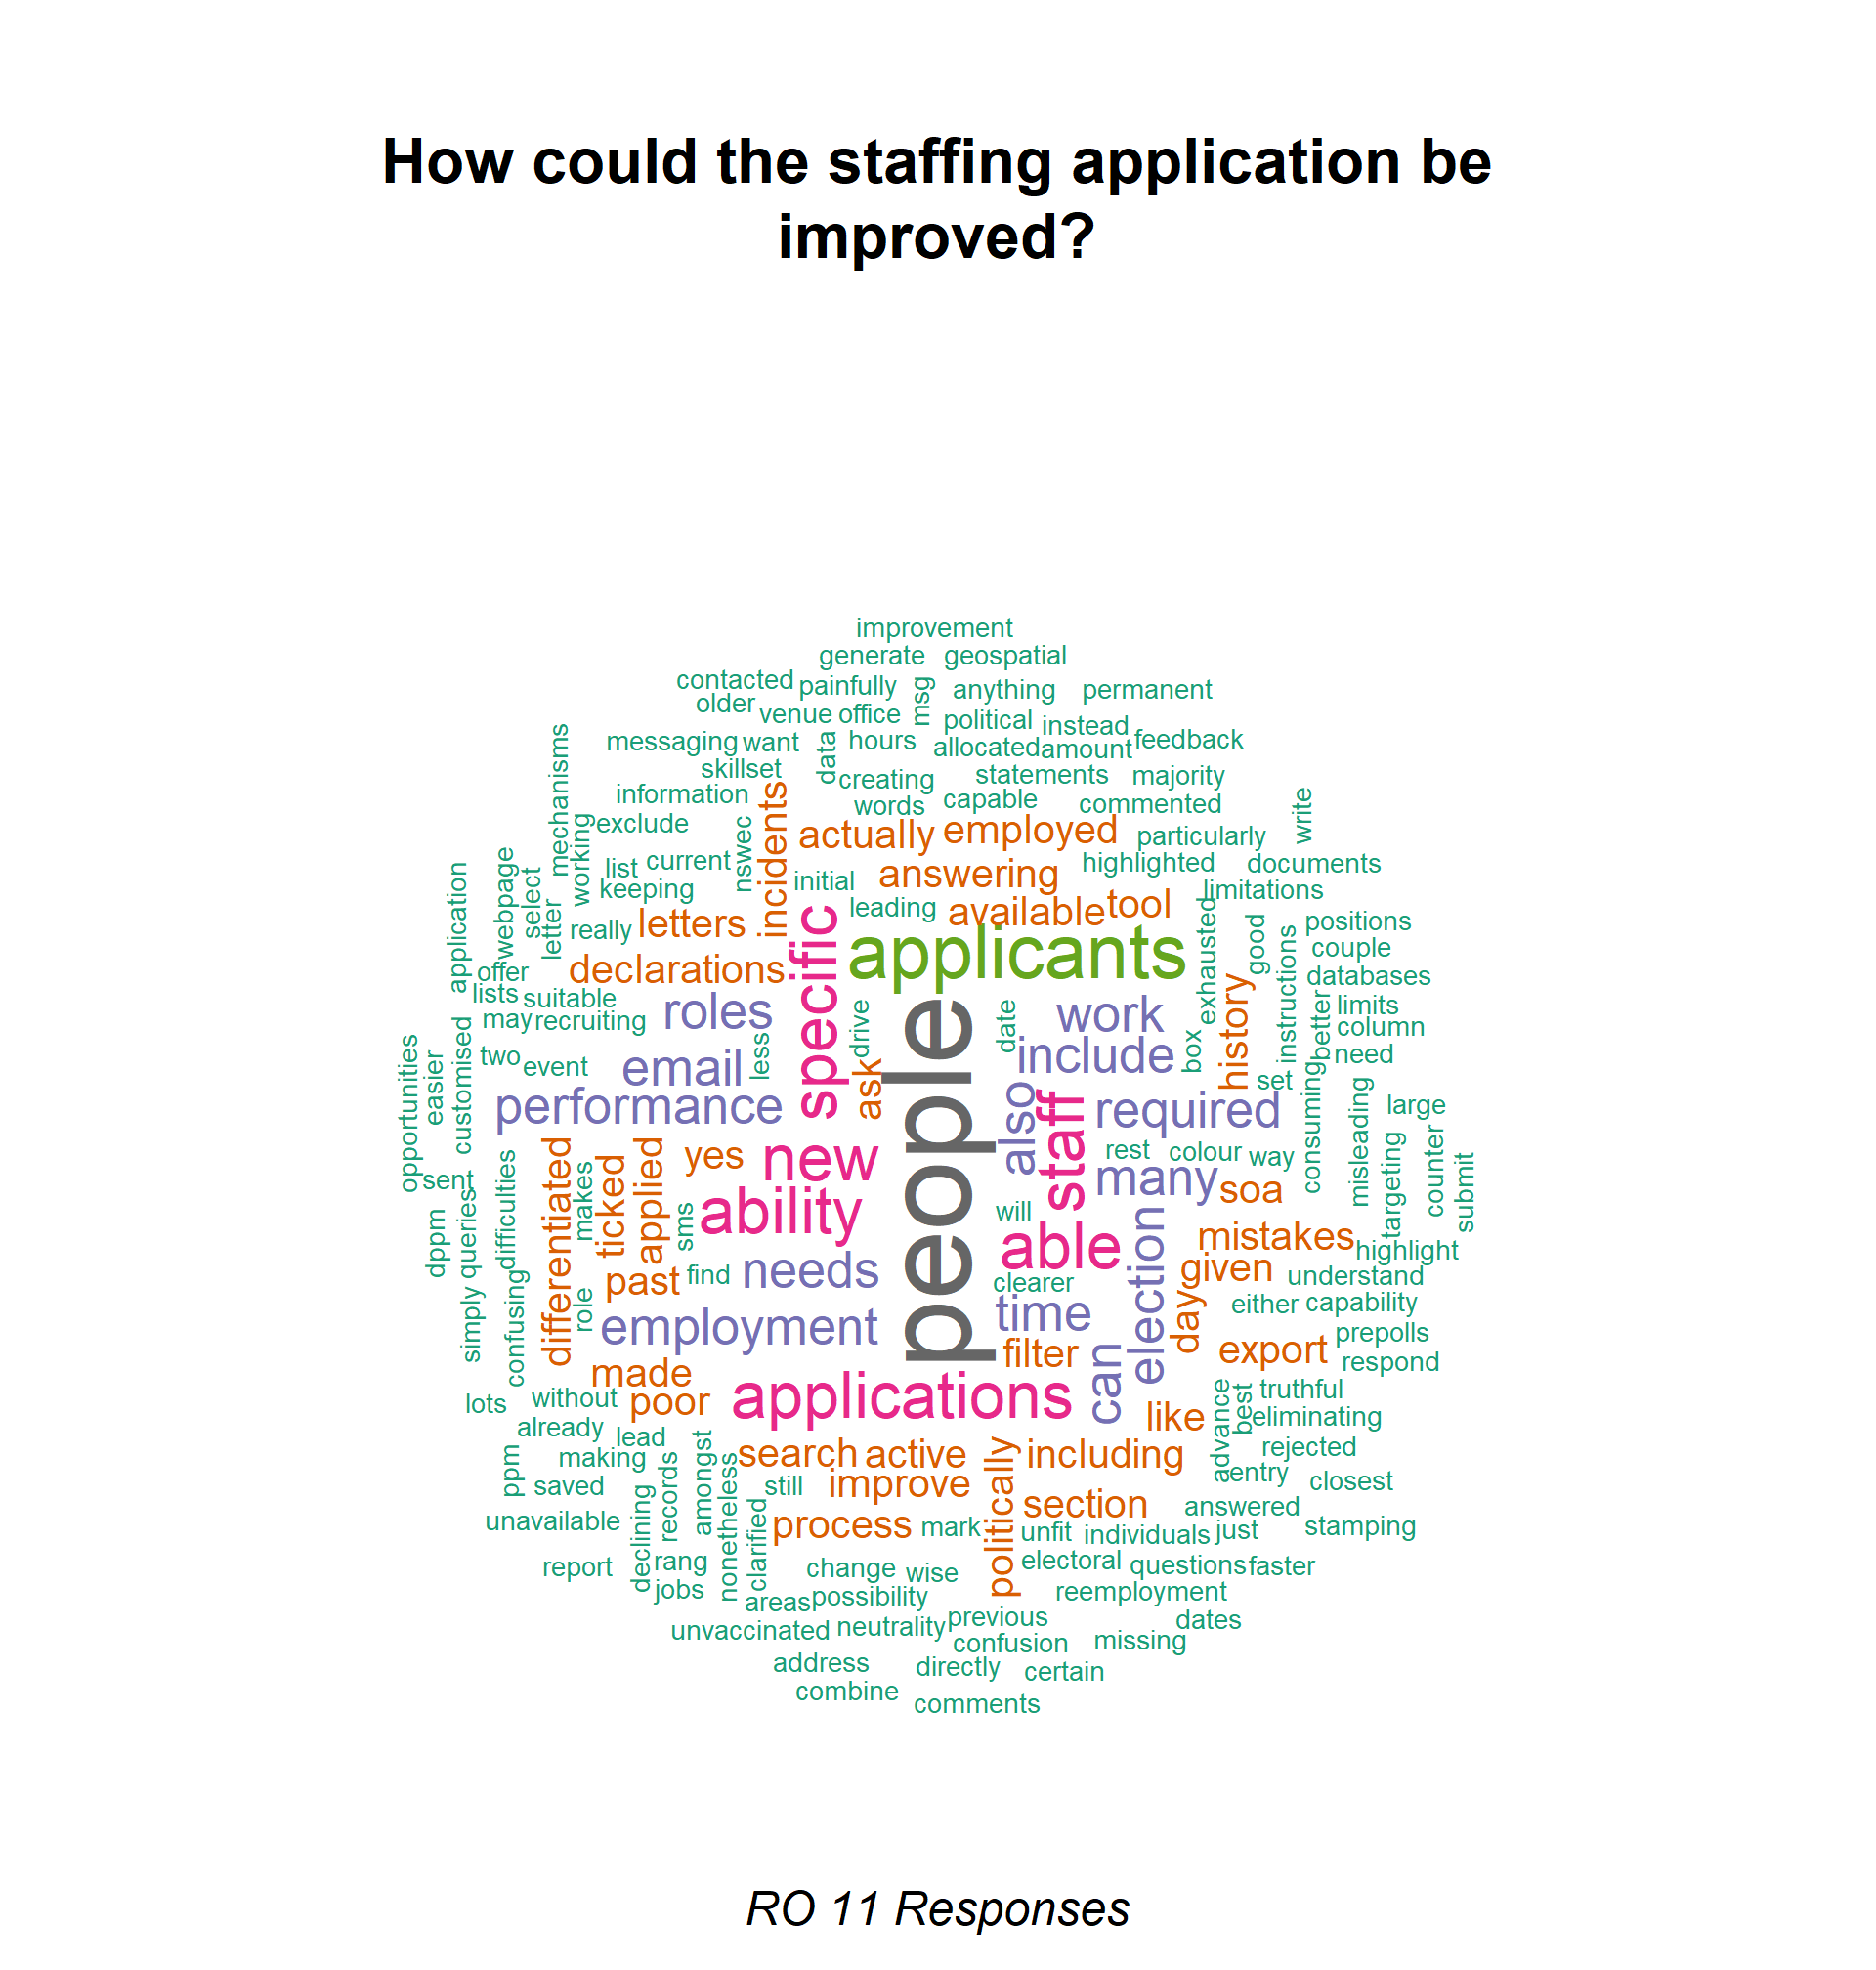 How could the staffing application be
improved?
improvement
generate geospatial
contacted painfully msg anything permanent
older venue office political instead
messaging want data hours allocated amount feedback
mechanisms skillset creating statements majority
information incidents words capable commented write
working exclude nswec actually employed particularly
list current answering highlighted documents
keeping initial limitations
application webpage select letter really letters specific leading available tool exhausted good instructions positions
applicants couple
offer declarations history databases
lists suitable roles drive people date work box better limits
may recruiting column
opportunities easier customised two event email less ask include need
performance also staff required set consuming misleading large
sent differentiated ticked applied yes new rest colour way targeting counter submit
difficulties makes many soa
dppm queries sms ability will able election mistakes highlight
past find needs clearer given understand
simply confusing role employment time day either capability
filter can export prepolls
made respond
lots without poor applications like advance best truthful
already eliminating
lead search active politically including rejected
making records amongst nonetheless entry
ppm saved still improve closest
declining clarified section answered
unavailable process mark unfit individuals just stamping
report rang change wise electoral questions faster
jobs areas possibility reemployment
unvaccinated neutrality previous dates
confusion missing
address directly certain
combine comments
RO 11 Responses